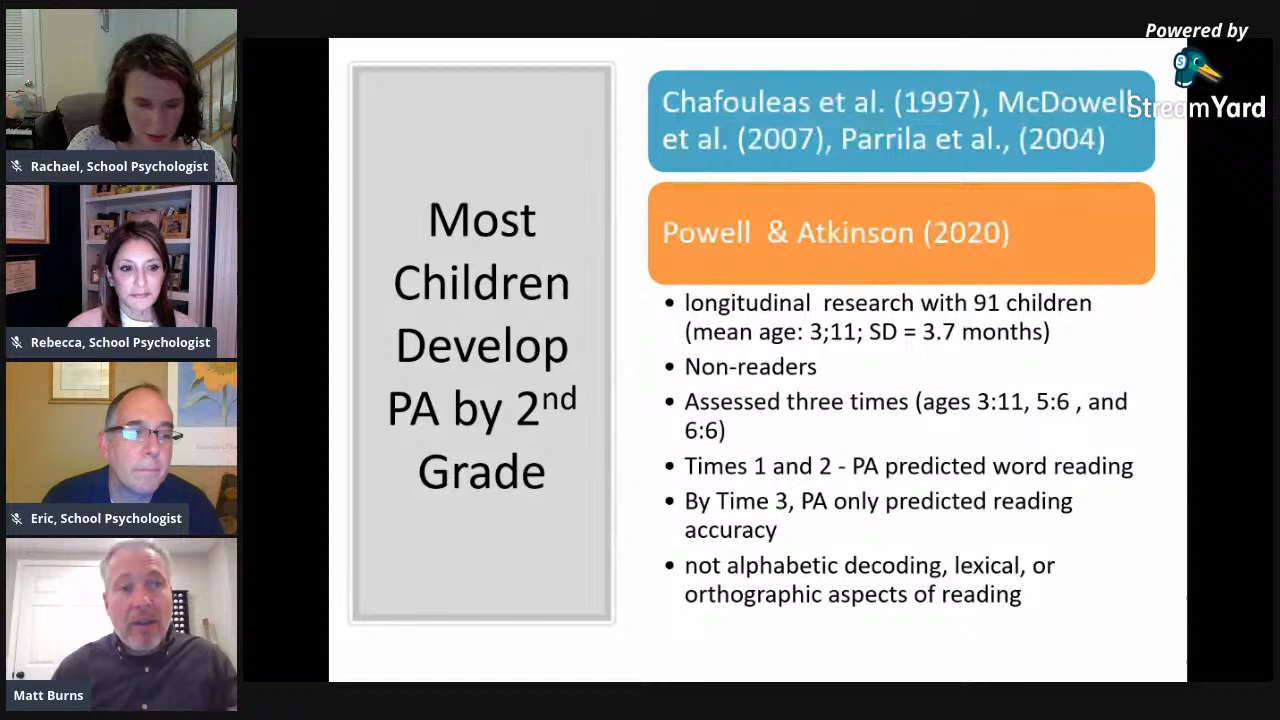 Powered by
StreamYard
Rachael, School Psychologist
Rebecca, School Psychologist
Eric, School Psychologist
Matt Burns
Most
Children
Develop
PA by 2nd
Grade
Chafouleas et al. (1997), McDowell
et al. (2007), Parrila et al., (2004)
Powell & Atkinson (2020)
• longitudinal research with 91 children
(mean age: 3;11; SD = 3.7 months)
• Non-readers
• Assessed three times (ages 3:11, 5:6 , and
6:6)
• Times 1 and 2 - PA predicted word reading
• By Time 3, PA only predicted reading
accuracy
• not alphabetic decoding, lexical, or
orthographic aspects of reading